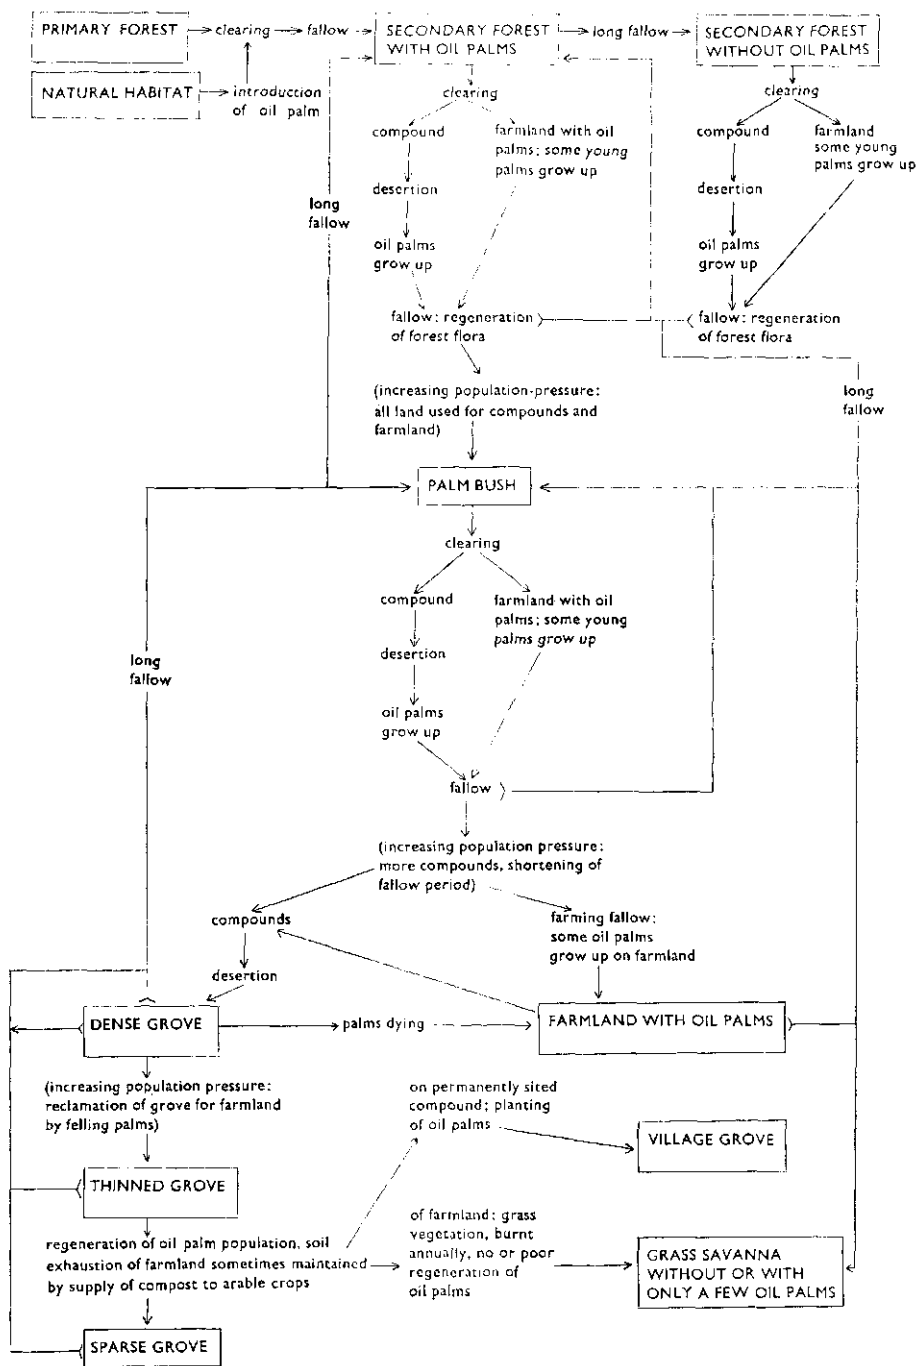 PRIMARY FOREST
clearing
fallow
SECONDARY FOREST
WITH OIL PALMS
long fallow
SECONDARY FOREST
WITHOUT OIL PALMS
NATURAL HABITAT
introduction
of oil palm
clearing
compound
farmland with oil
palms; some young
palms grow up
desertion
oil palms
grow up
fallow: regeneration
of forest flora
clearing
compound
farmland
some young
palms grow up
desertion
oil palms
grow up
fallow: regeneration
of forest flora
long
fallow
long
fallow
(increasing population-pressure:
all land used for compounds and
farmland)
PALM BUSH
clearing
compound
farmland with oil
palms; some young
palms grow up
desertion
oil palms
grow up
fallow
long
fallow
(increasing population pressure:
more compounds, shortening of
fallow period)
compounds
desertion
farming fallow:
some oil palms
grow up on farmland
DENSE GROVE
palms dying
FARMLAND WITH OIL PALMS
(increasing population pressure:
reclamation of grove for farmland
by felling palms)
on permanently sited
compound; planting
of oil palms
VILLAGE GROVE
THINNED GROVE
regeneration of oil palm population, soil
exhaustion of farmland sometimes maintained
by supply of compost to arable crops
of farmland: grass
vegetation, burnt
annually, no or poor
regeneration of
oil palms
GRASS SAVANNA
WITHOUT OR WITH
ONLY A FEW OIL PALMS
SPARSE GROVE